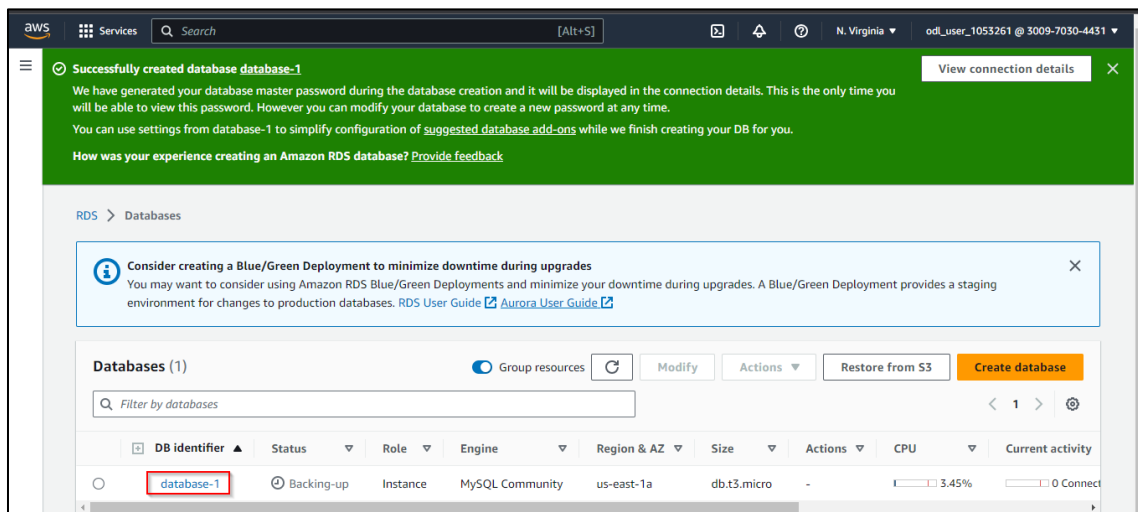 aws
Services
Search
[Alt+S]
N. Virginia ▼
odl_user_1053261 @ 3009-7030-4431 ▼
Successfully created database database-1
View connection details
We have generated your database master password during the database creation and it will be displayed in the connection details. This is the only time you
will be able to view this password. However you can modify your database to create a new password at any time.
You can use settings from database-1 to simplify configuration of suggested database add-ons while we finish creating your DB for you.
How was your experience creating an Amazon RDS database? Provide feedback
RDS > Databases
Consider creating a Blue/Green Deployment to minimize downtime during upgrades
You may want to consider using Amazon RDS Blue/Green Deployments and minimize your downtime during upgrades. A Blue/Green Deployment provides a staging
environment for changes to production databases. RDS User Guide Aurora User Guide
Databases (1)
Group resources
Modify
Actions ▼
Restore from S3
Create database
Filter by databases
< 1 >
DB identifier ▲ Status Role Engine Region & AZ Size Actions CPU Current activity
database-1 Backing-up Instance MySQL Community us-east-1a db.t3.micro - 3.45% 0 Connect